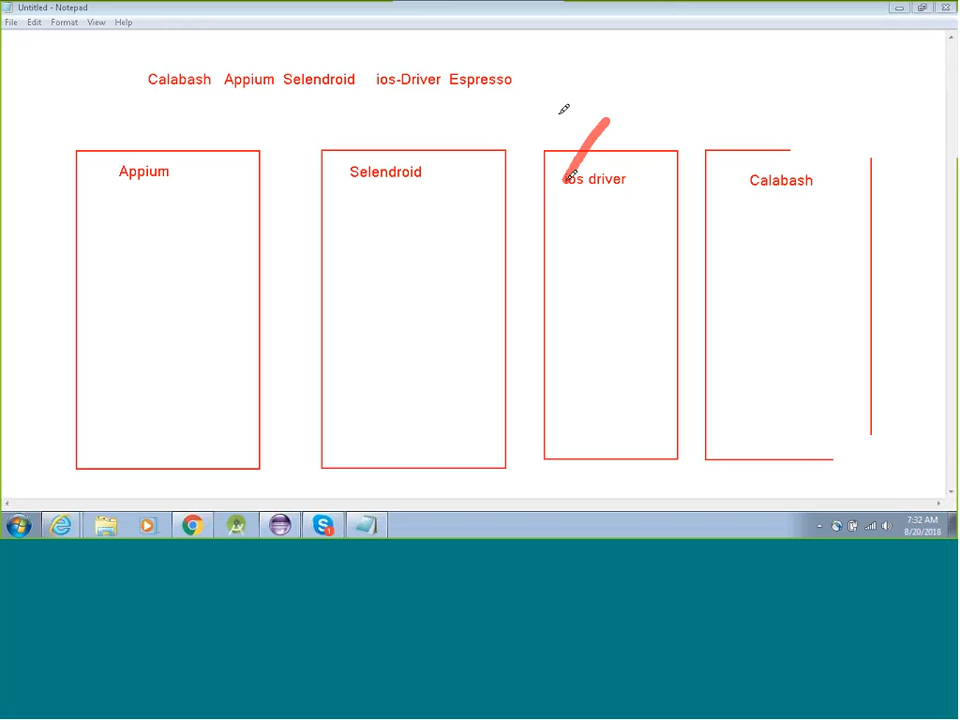 Untitled - Notepad
File Edit Format View Help
Calabash Appium Selendroid ios-Driver Espresso
Appium Selendroid ios driver Calabash
7:32 AM
8/20/2018